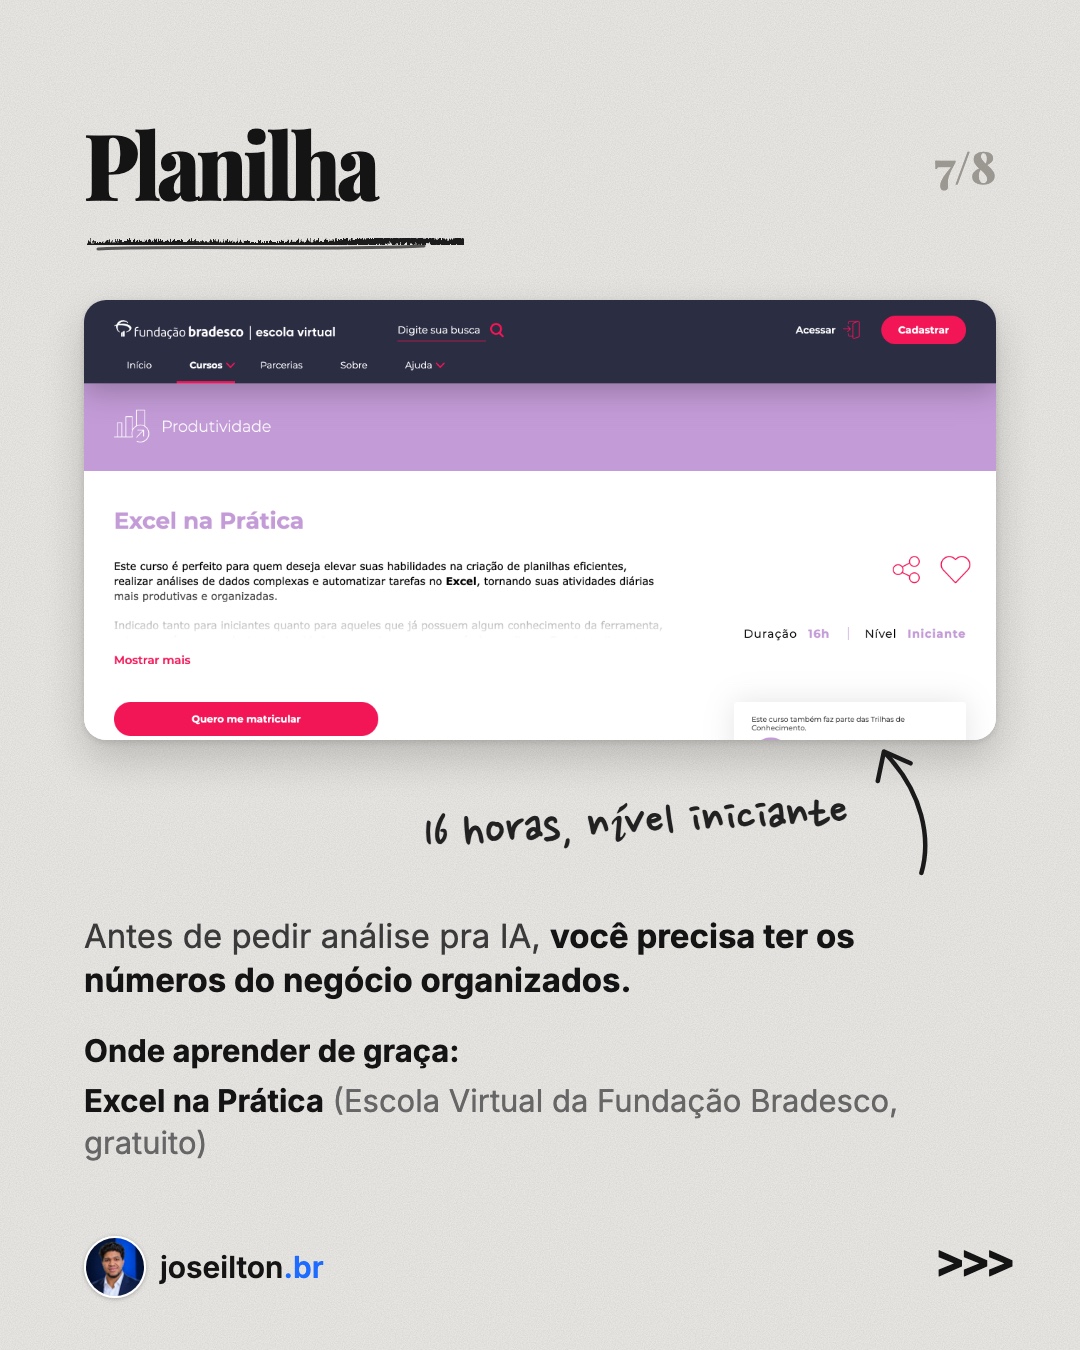 Planilha
7/8
fundação bradesco | escola virtual
Digite sua busca
Acessar
Cadastrar
Início
Cursos
Parcerias
Sobre
Ajuda
Produtividade
Excel na Prática
Este curso é perfeito para quem deseja elevar suas habilidades na criação de planilhas eficientes,
realizar análises de dados complexas e automatizar tarefas no Excel, tornando suas atividades diárias
mais produtivas e organizadas.
Indicado tanto para iniciantes quanto para aqueles que já possuem algum conhecimento da ferramenta,
Duração 16h | Nível Iniciante
Mostrar mais
Quero me matricular
Este curso também faz parte das Trilhas de
Conhecimento.
16 horas, nível iniciante
Antes de pedir análise pra IA, você precisa ter os
números do negócio organizados.
Onde aprender de graça:
Excel na Prática (Escola Virtual da Fundação Bradesco,
gratuito)
joseilton.br
>>>